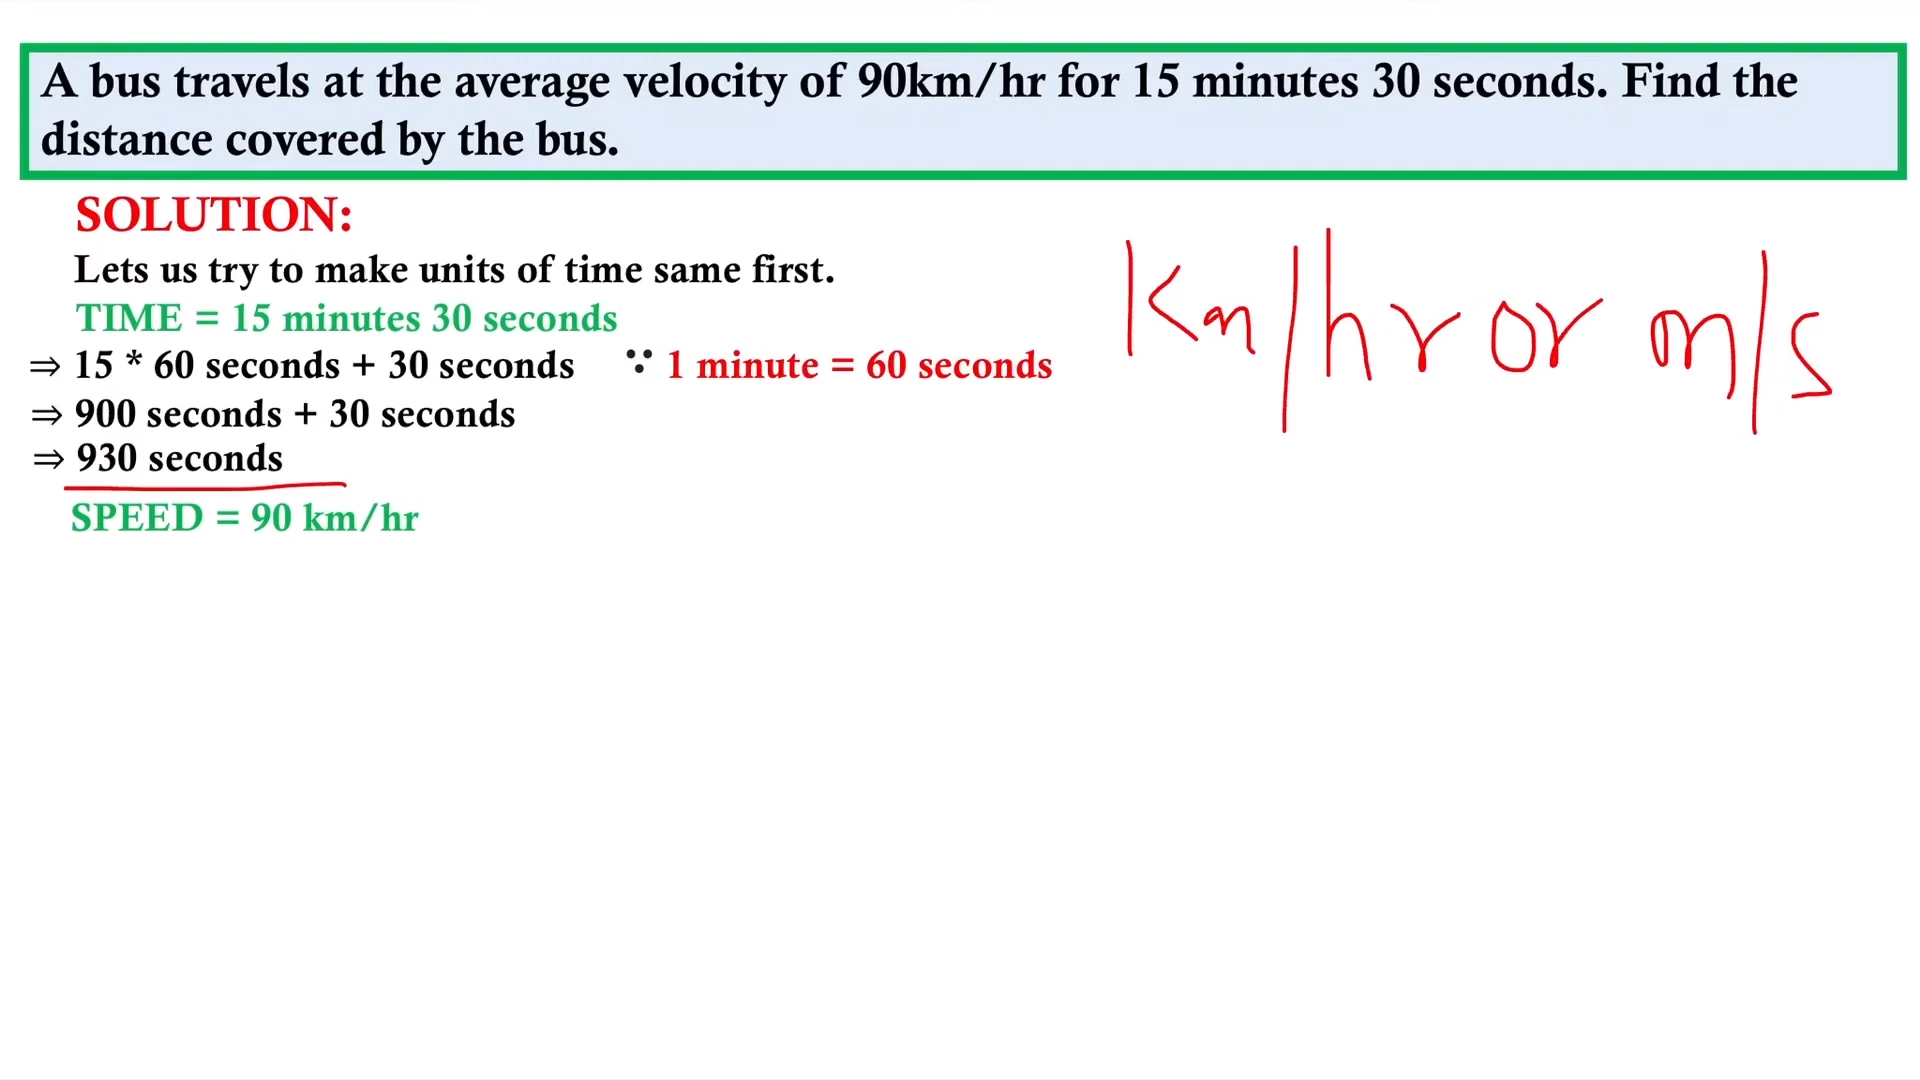 A bus travels at the average velocity of 90km/hr for 15 minutes 30 seconds. Find the
distance covered by the bus.
SOLUTION:
Lets us try to make units of time same first.
TIME = 15 minutes 30 seconds
⇒ 15 * 60 seconds + 30 seconds ∵ 1 minute = 60 seconds
⇒ 900 seconds + 30 seconds
⇒ 930 seconds
SPEED = 90 km/hr
Km/hr or m/s